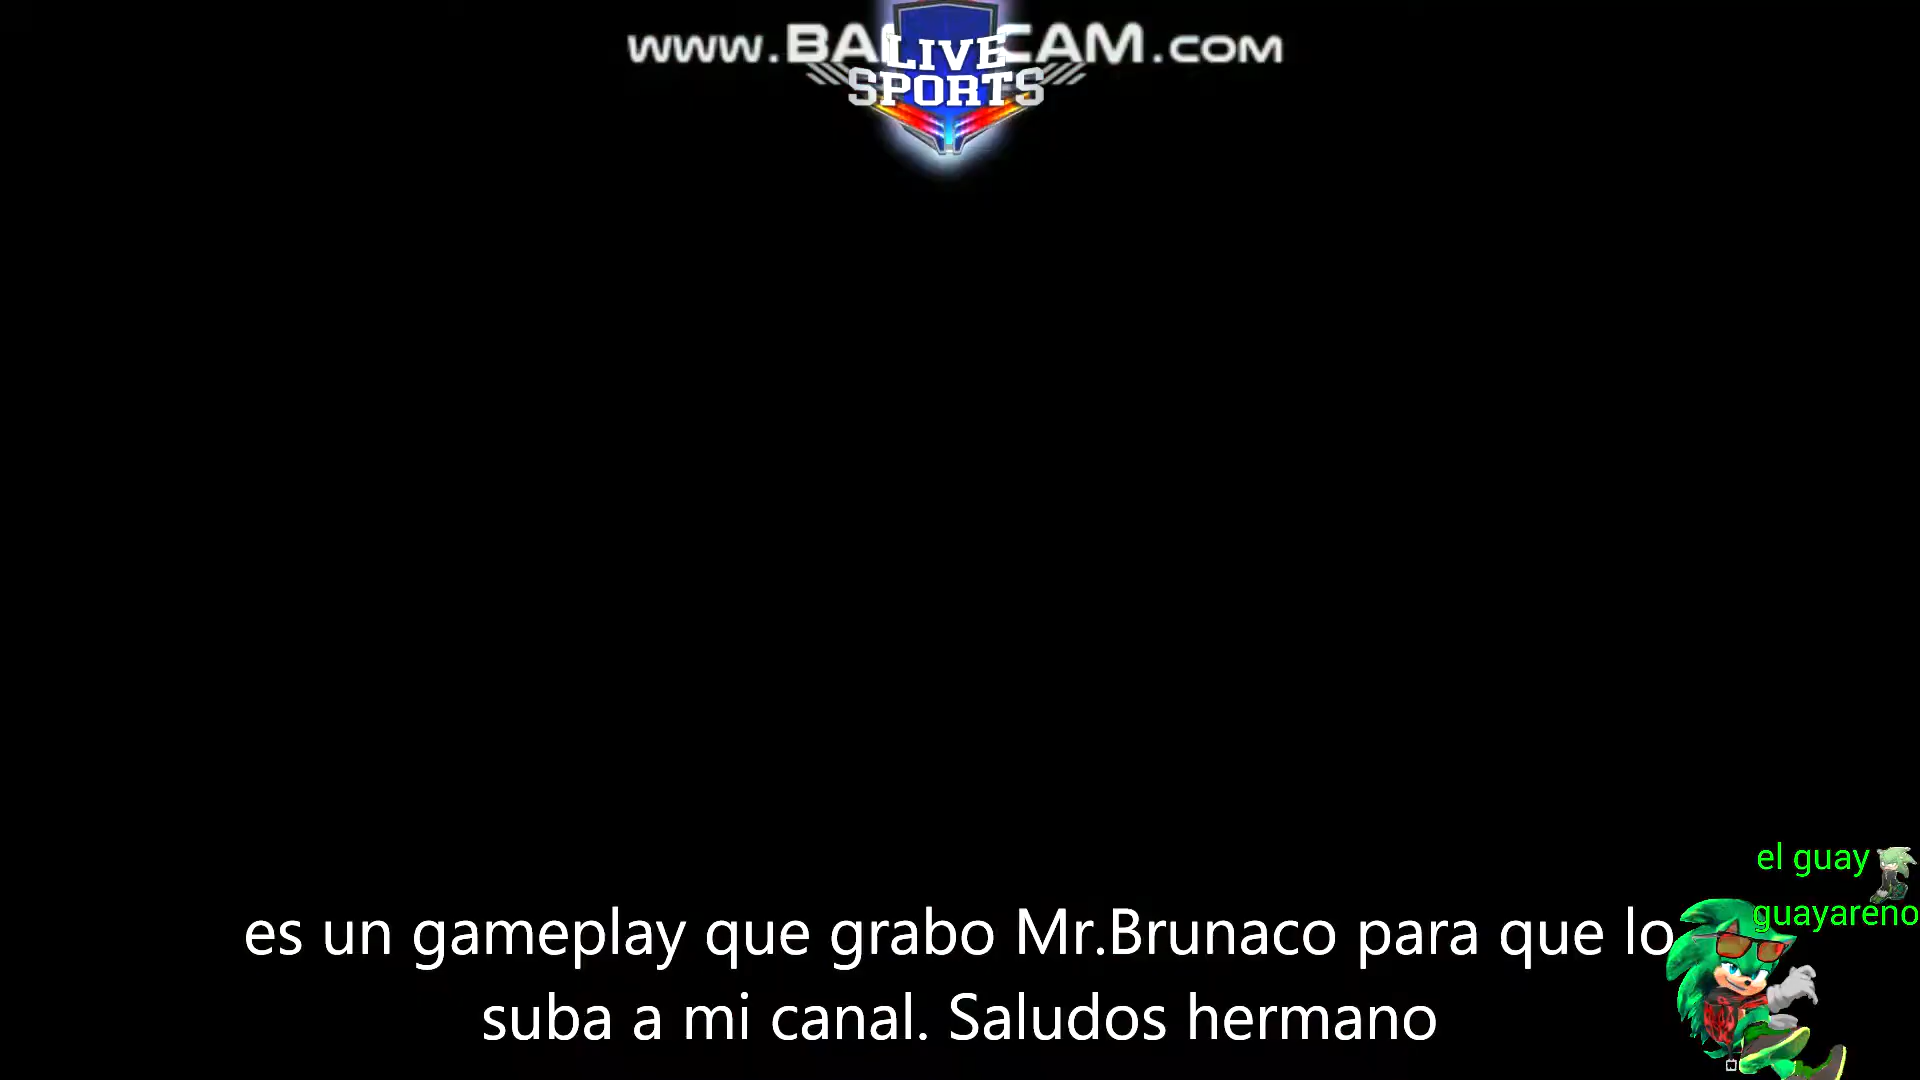 www.BA CAM.com
LIVE
SPORTS
el guay
guayareno
es un gameplay que grabo Mr.Brunaco para que lo
suba a mi canal. Saludos hermano